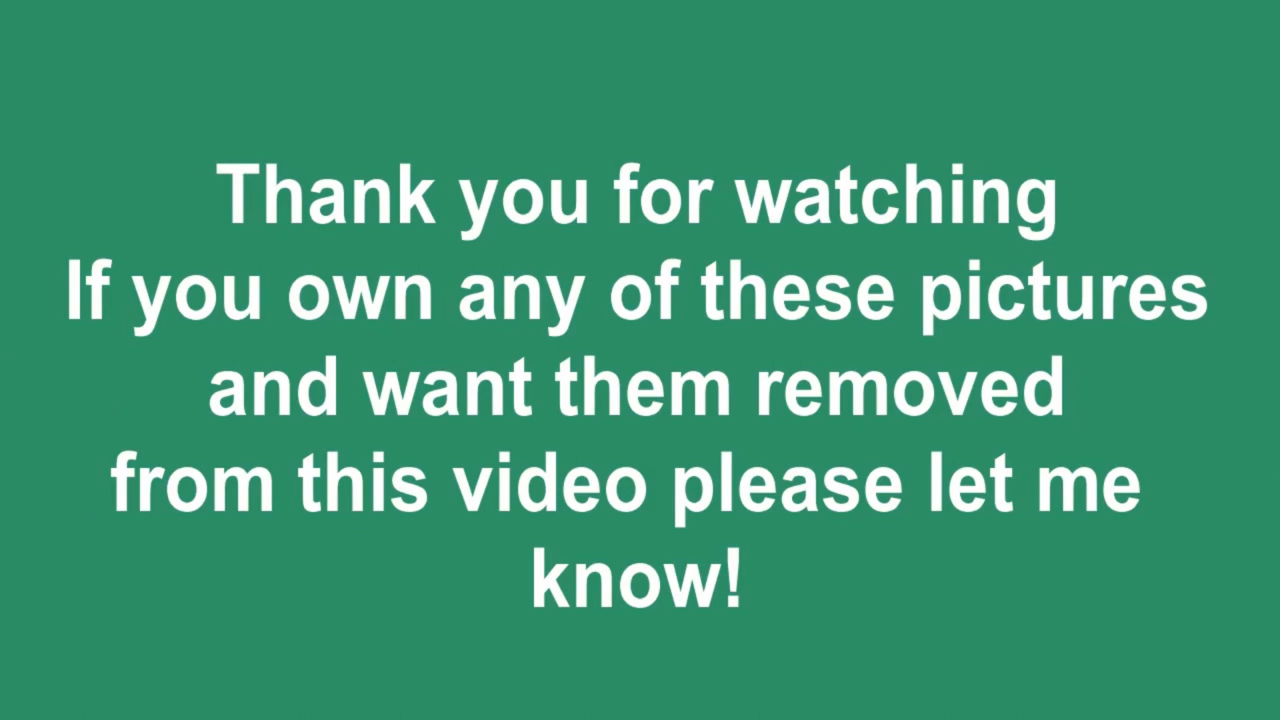 Thank you for watching
If you own any of these pictures
and want them removed
from this video please let me
know!